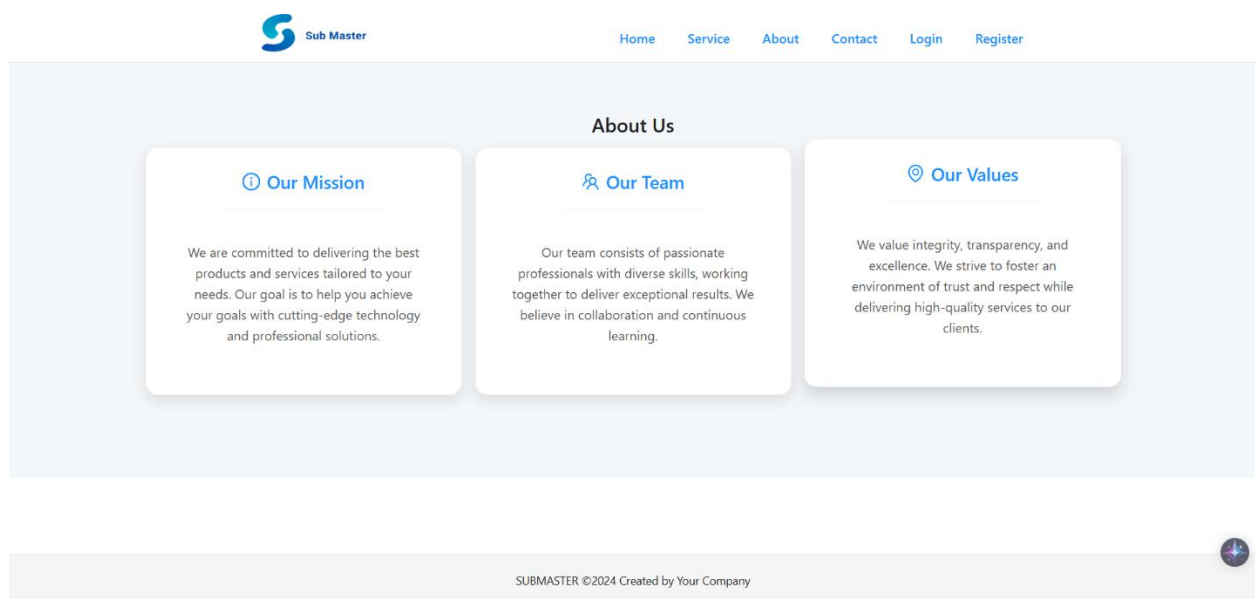 Sub Master
Home Service About Contact Login Register
About Us
Our Mission
We are committed to delivering the best
products and services tailored to your
needs. Our goal is to help you achieve
your goals with cutting-edge technology
and professional solutions.
Our Team
Our team consists of passionate
professionals with diverse skills, working
together to deliver exceptional results. We
believe in collaboration and continuous
learning.
Our Values
We value integrity, transparency, and
excellence. We strive to foster an
environment of trust and respect while
delivering high-quality services to our
clients.
SUBMASTER ©2024 Created by Your Company